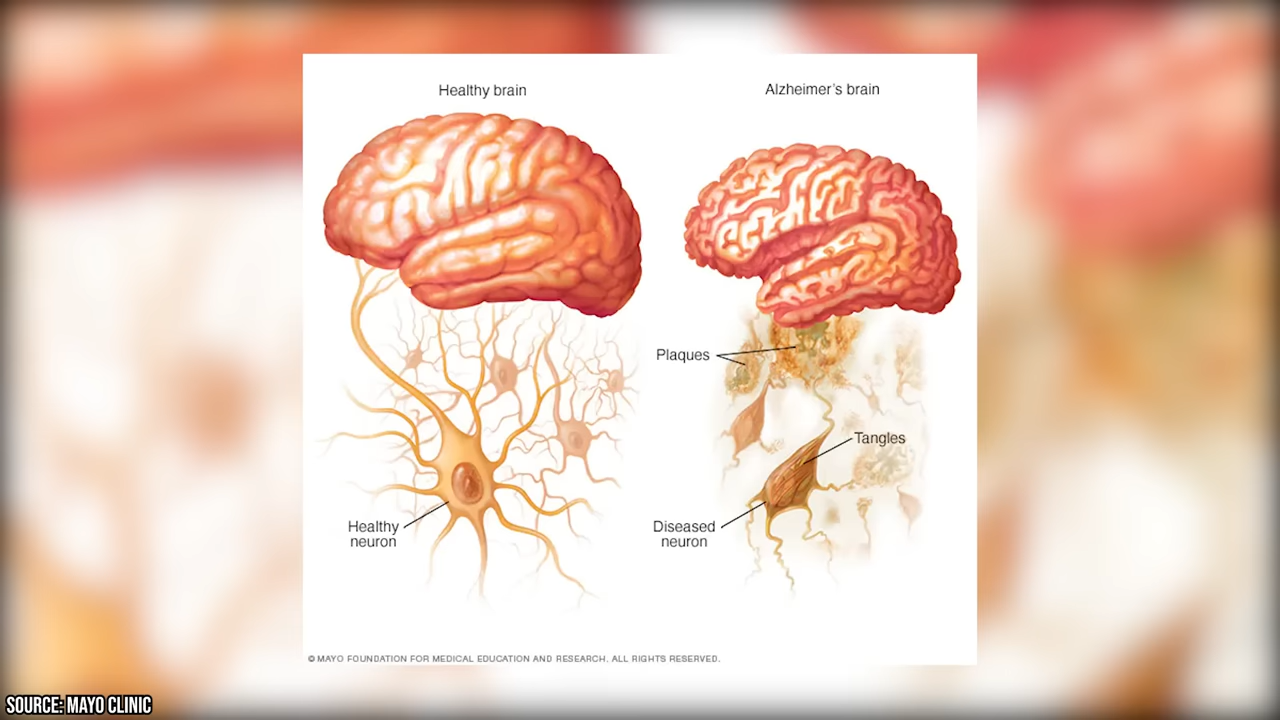 Healthy brain
Alzheimer's brain
Plaques
Tangles
Healthy
neuron
Diseased
neuron
© MAYO FOUNDATION FOR MEDICAL EDUCATION AND RESEARCH. ALL RIGHTS RESERVED.
SOURCE: MAYO CLINIC